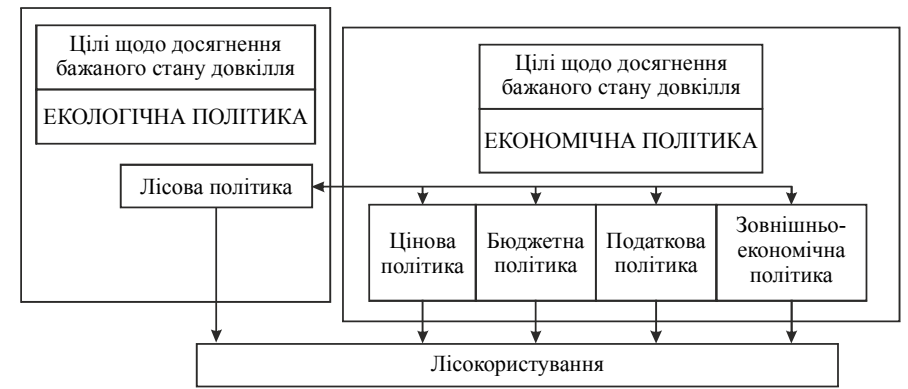 Цілі щодо досягнення
бажаного стану довкілля
ЕКОЛОГІЧНА ПОЛІТИКА
Лісова політика
Цілі щодо досягнення
бажаного стану довкілля
ЕКОНОМІЧНА ПОЛІТИКА
Цінова
політика
Бюджетна
політика
Податкова
політика
Зовнішньо-
економічна
політика
Лісокористування